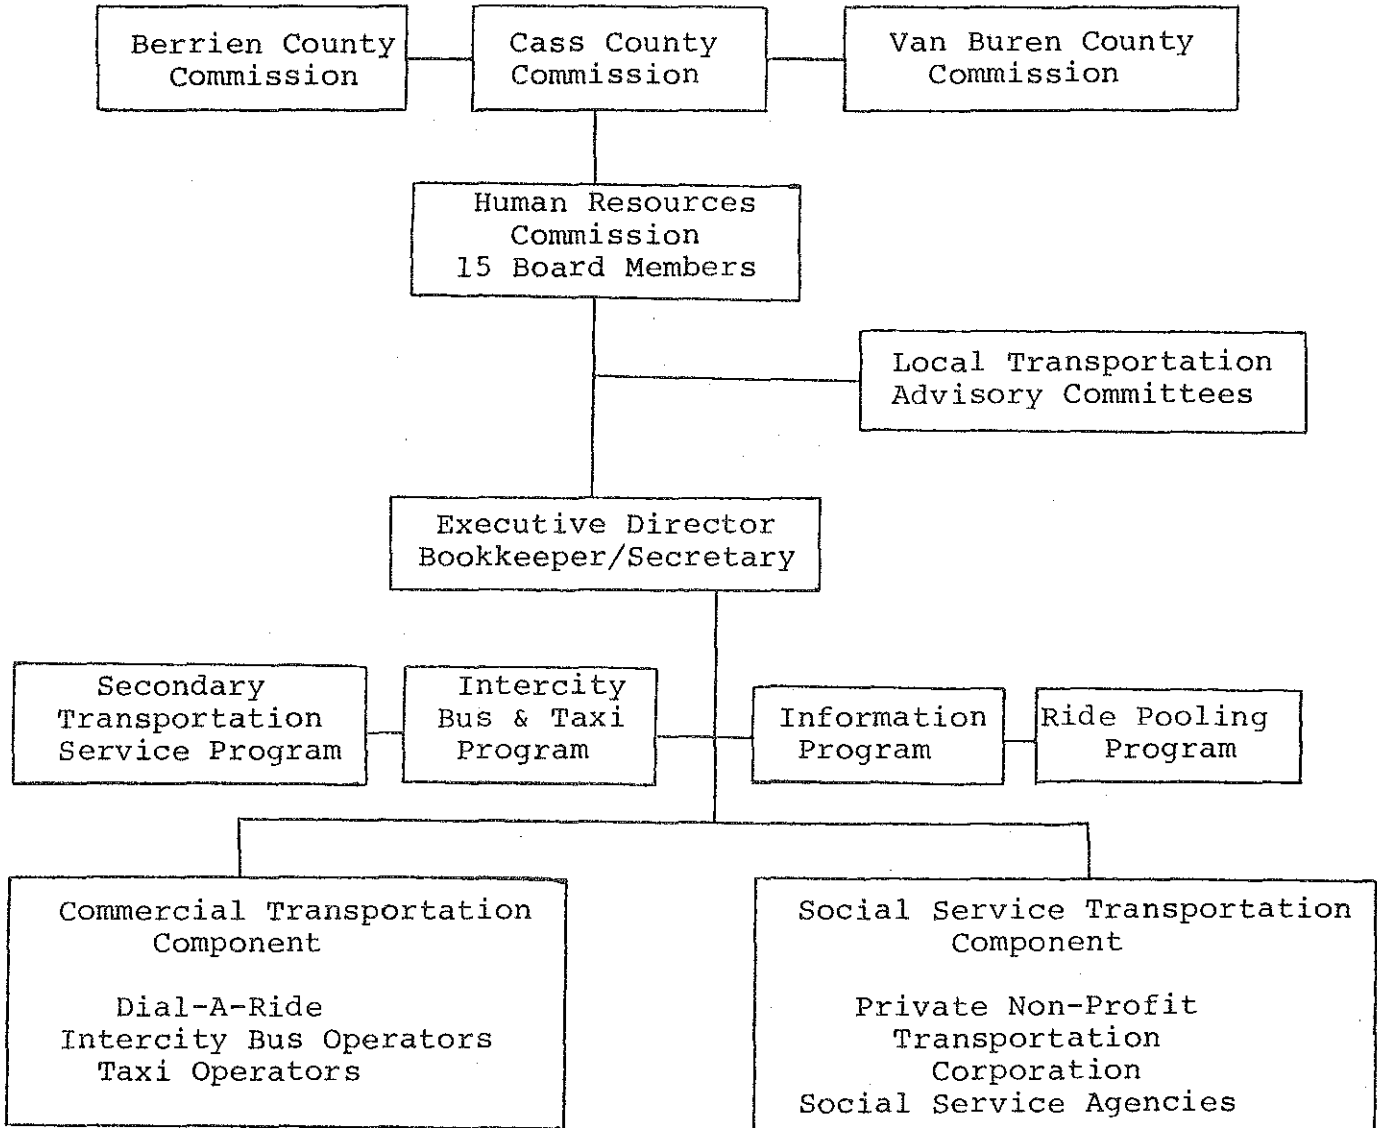 Berrien County
Commission
Cass County
Commission
Van Buren County
Commission
Human Resources
Commission
15 Board Members
Local Transportation
Advisory Committees
Executive Director
Bookkeeper/Secretary
Secondary
Transportation
Service Program
Intercity
Bus & Taxi
Program
Information
Program
Ride Pooling
Program
Commercial Transportation
Component
Dial-A-Ride
Intercity Bus Operators
Taxi Operators
Social Service Transportation
Component
Private Non-Profit
Transportation
Corporation
Social Service Agencies